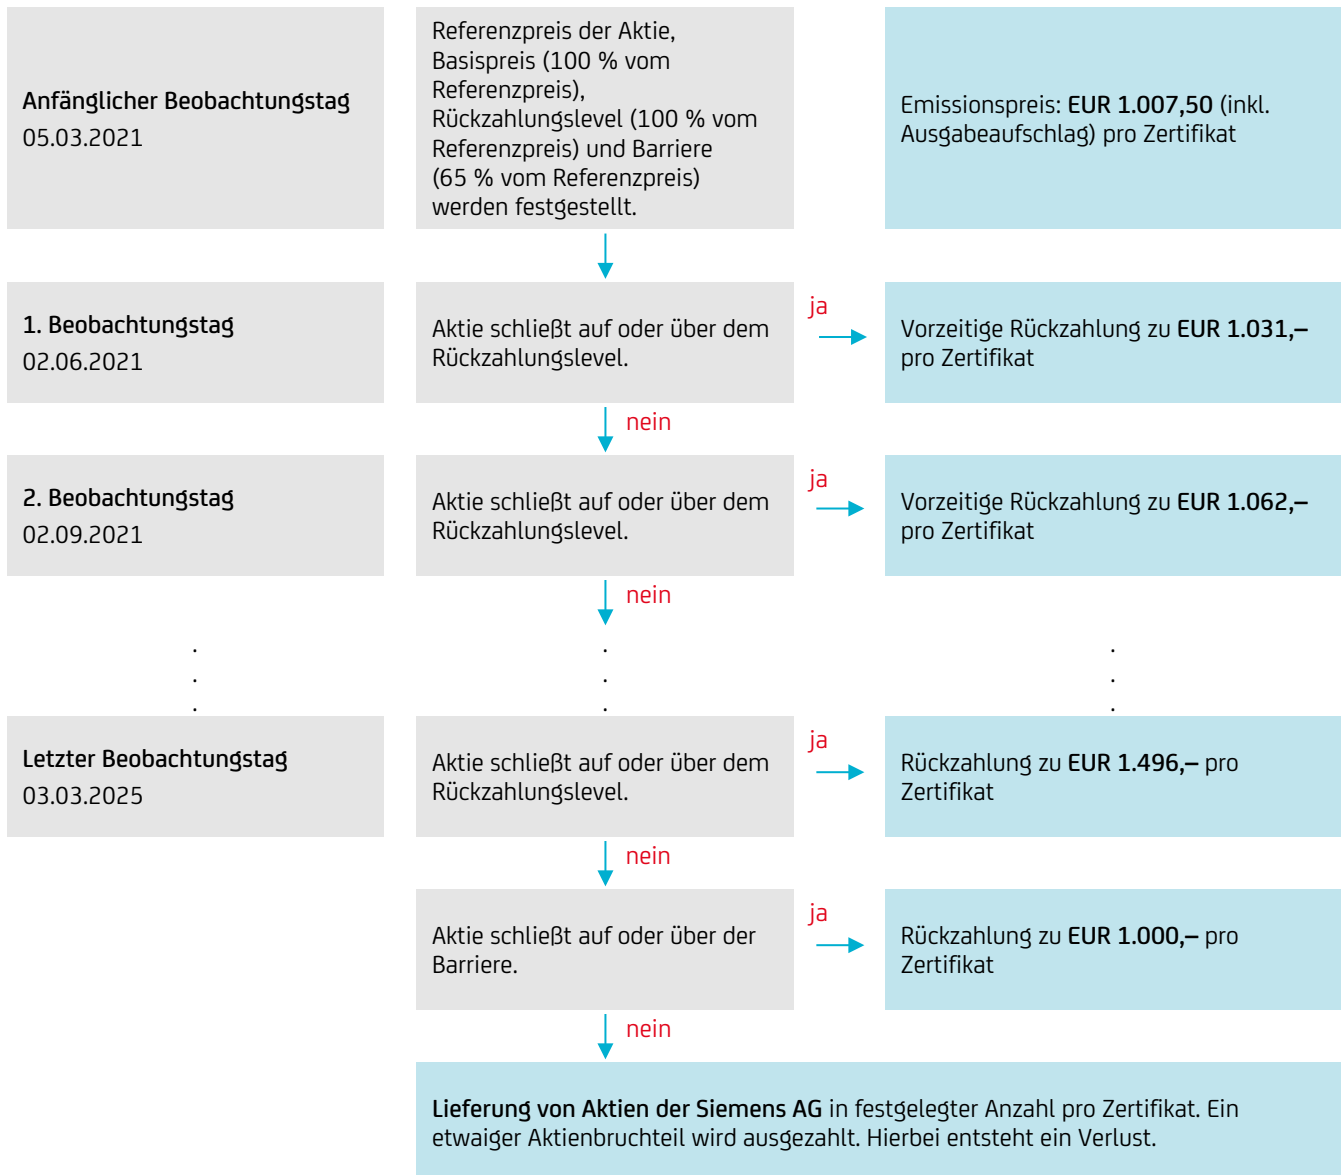 Anfänglicher Beobachtungstag
05.03.2021
Referenzpreis der Aktie,
Basispreis (100 % vom
Referenzpreis),
Rückzahlungslevel (100 % vom
Referenzpreis) und Barriere
(65 % vom Referenzpreis)
werden festgestellt.
Emissionspreis: EUR 1.007,50 (inkl.
Ausgabeaufschlag) pro Zertifikat
1. Beobachtungstag
02.06.2021
Aktie schließt auf oder über dem
Rückzahlungslevel.
ja
Vorzeitige Rückzahlung zu EUR 1.031,–
pro Zertifikat
nein
2. Beobachtungstag
02.09.2021
Aktie schließt auf oder über dem
Rückzahlungslevel.
ja
Vorzeitige Rückzahlung zu EUR 1.062,–
pro Zertifikat
nein
. . .
. . .
. . .
Letzter Beobachtungstag
03.03.2025
Aktie schließt auf oder über dem
Rückzahlungslevel.
ja
Rückzahlung zu EUR 1.496,– pro
Zertifikat
nein
Aktie schließt auf oder über der
Barriere.
ja
Rückzahlung zu EUR 1.000,– pro
Zertifikat
nein
Lieferung von Aktien der Siemens AG in festgelegter Anzahl pro Zertifikat. Ein
etwaiger Aktienbruchteil wird ausgezahlt. Hierbei entsteht ein Verlust.